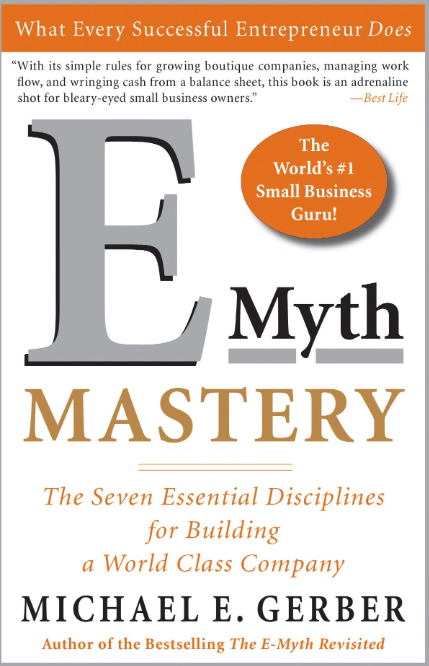 What Every Successful Entrepreneur Does
“With its simple rules for growing boutique companies, managing work
flow, and wringing cash from a balance sheet, this book is an adrenaline
shot for bleary-eyed small business owners.” —Best Life
The
World’s #1
Small Business
Guru!
E Myth
MASTERY
The Seven Essential Disciplines
for Building
a World Class Company
MICHAEL E. GERBER
Author of the Bestselling The E-Myth Revisited